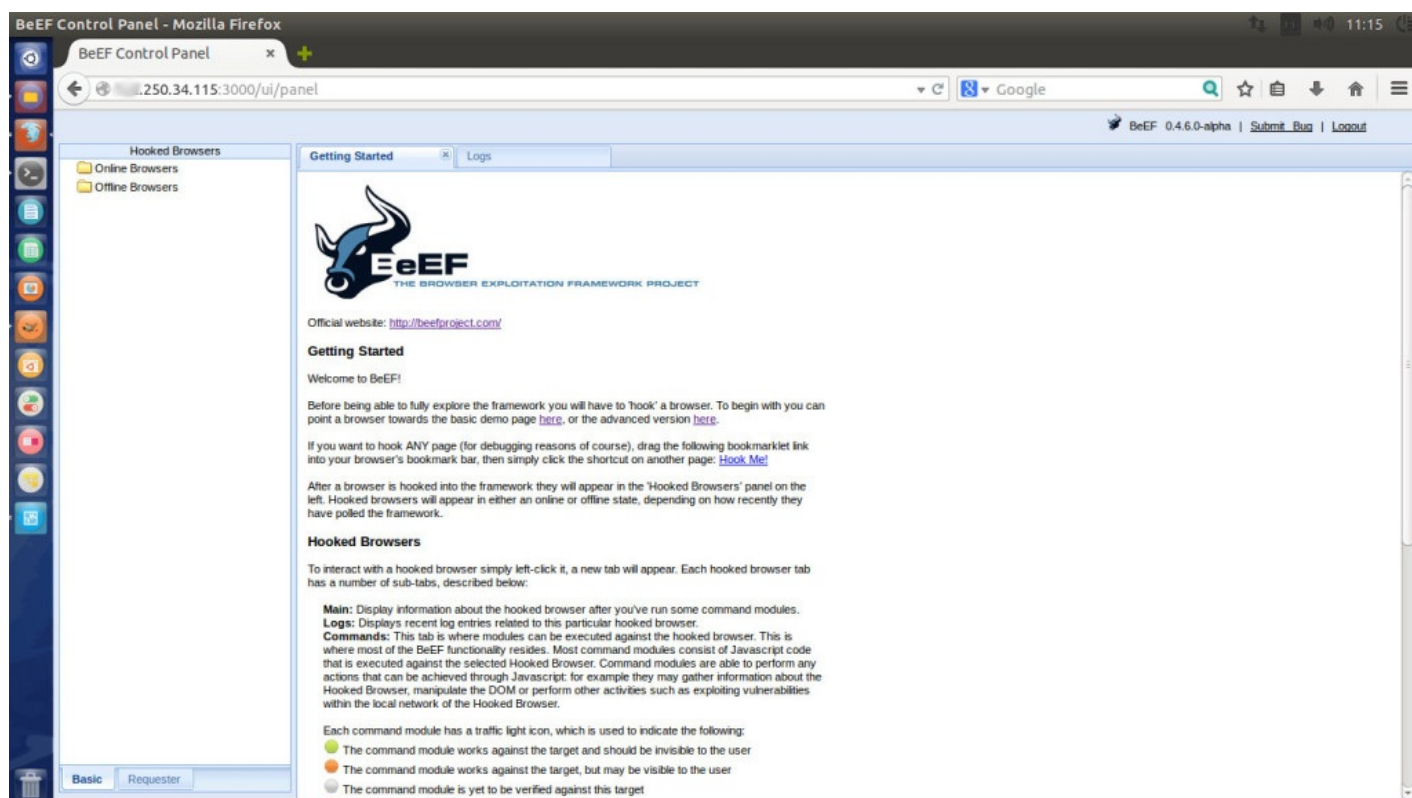 BeEF Control Panel - Mozilla Firefox
11:15
BeEF Control Panel
.250.34.115:3000/ui/panel
Google
BeEF 0.4.6.0-alpha | Submit Bug | Logout
Hooked Browsers
Online Browsers
Offline Browsers
Getting Started
Logs
BeEF
THE BROWSER EXPLOITATION FRAMEWORK PROJECT
Official website: http://beefproject.com/
Getting Started
Welcome to BeEF!
Before being able to fully explore the framework you will have to 'hook' a browser. To begin with you can
point a browser towards the basic demo page here, or the advanced version here.
If you want to hook ANY page (for debugging reasons of course), drag the following bookmarklet link
into your browser's bookmark bar, then simply click the shortcut on another page: Hook Me!
After a browser is hooked into the framework they will appear in the 'Hooked Browsers' panel on the
left. Hooked browsers will appear in either an online or offline state, depending on how recently they
have polled the framework.
Hooked Browsers
To interact with a hooked browser simply left-click it, a new tab will appear. Each hooked browser tab
has a number of sub-tabs, described below:
Main: Display information about the hooked browser after you've run some command modules.
Logs: Displays recent log entries related to this particular hooked browser.
Commands: This tab is where modules can be executed against the hooked browser. This is
where most of the BeEF functionality resides. Most command modules consist of Javascript code
that is executed against the selected Hooked Browser. Command modules are able to perform any
actions that can be achieved through Javascript: for example they may gather information about the
Hooked Browser, manipulate the DOM or perform other activities such as exploiting vulnerabilities
within the local network of the Hooked Browser.
Each command module has a traffic light icon, which is used to indicate the following:
The command module works against the target and should be invisible to the user
The command module works against the target, but may be visible to the user
The command module is yet to be verified against this target
Basic
Requester